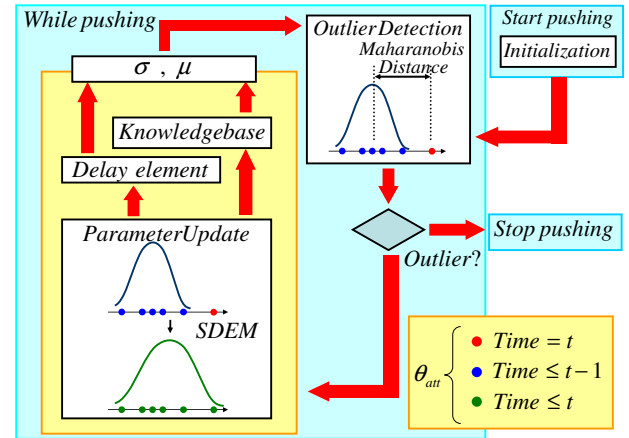 While pushing
OutlierDetection
Maharanobis
Distance
Start pushing
Initialization
σ , μ
Knowledgebase
Delay element
ParameterUpdate
SDEM
Outlier?
Stop pushing
θatt
Time = t
Time ≤ t − 1
Time ≤ t